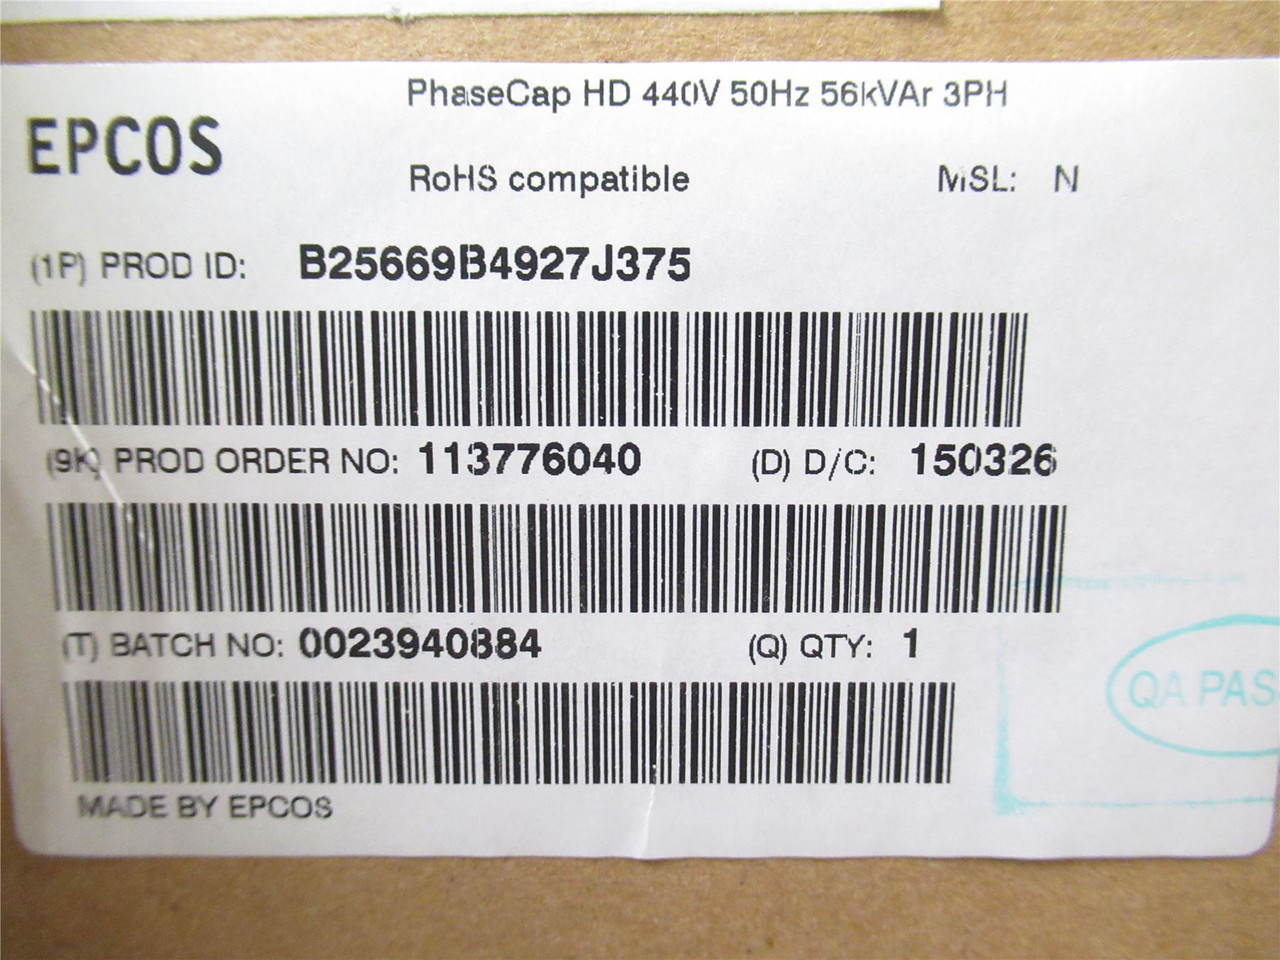 PhaseCap HD 440V 50Hz 56kVAr 3PH
EPCOS
RoHS compatible MSL: N
(1P) PROD ID: B25669B4927J375
(9K) PROD ORDER NO: 113776040 (D) D/C: 150326
(T) BATCH NO: 0023940884 (Q) QTY: 1
QA PAS
MADE BY EPCOS